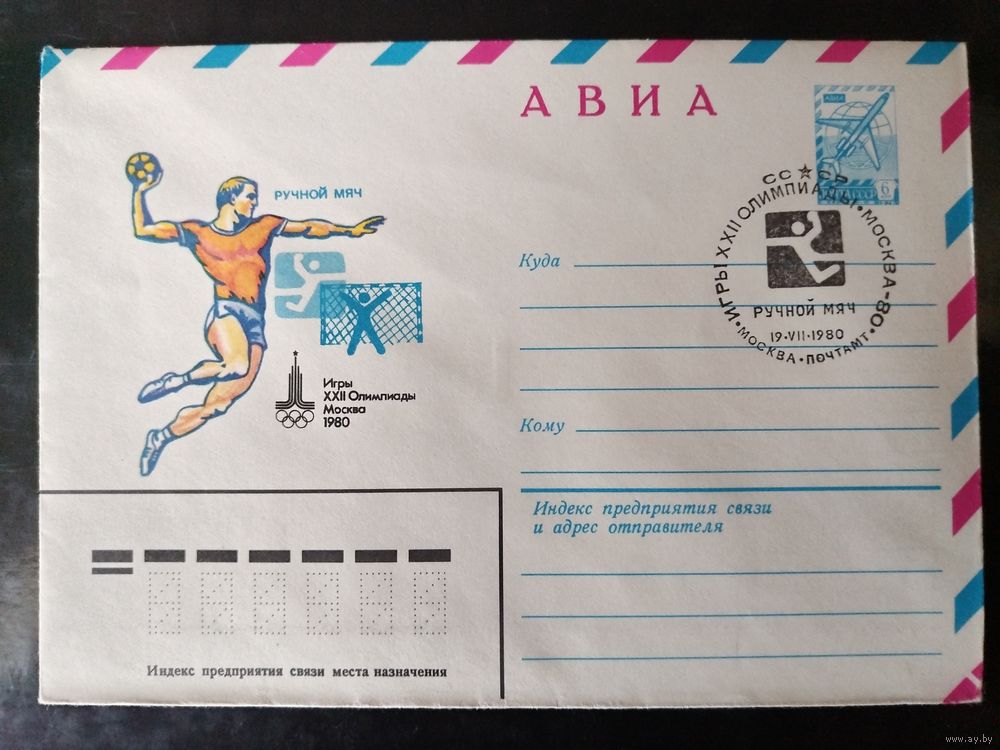 АВИА
АВИА
6
РУЧНОЙ МЯЧ
СССР
ИГРЫ XXII ОЛИМПИАДЫ • МОСКВА-80
РУЧНОЙ МЯЧ
19·VII·1980
• МОСКВА • ПОЧТАМТ •
Куда
Игры
XXII Олимпиады
Москва
1980
Кому
Индекс предприятия связи
и адрес отправителя
Индекс предприятия связи места назначения
www.ay.by